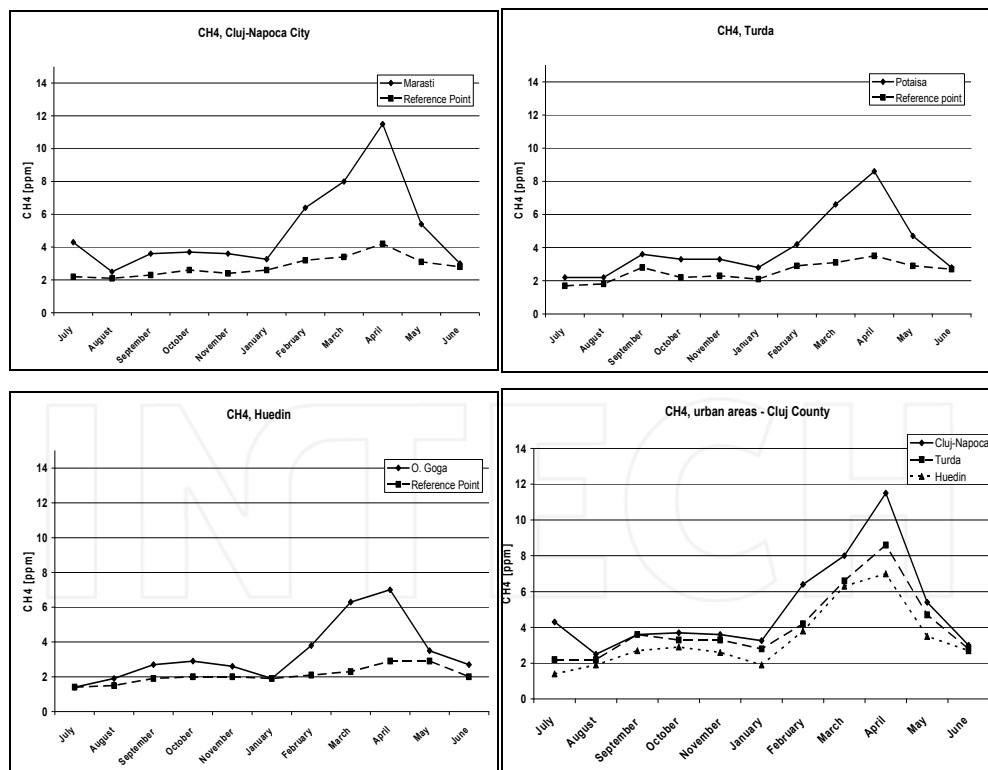 CH4, Cluj-Napoca City
14
12
10
8
6
4
2
0
CH4 [ppm]
Marasti
Reference Point
July
August
September
October
November
January
February
March
April
May
June
CH4, Turda
14
12
10
8
6
4
2
0
CH4 [ppm]
Potaisa
Reference point
July
August
September
October
November
January
February
March
April
May
June
CH4, Huedin
14
12
10
8
6
4
2
0
CH4 [ppm]
O. Goga
Reference Point
July
August
September
October
November
January
February
March
April
May
June
CH4, urban areas - Cluj County
14
12
10
8
6
4
2
0
CH4 [ppm]
Cluj-Napoca
Turda
Huedin
July
August
September
October
November
January
February
March
April
May
June
INTECH